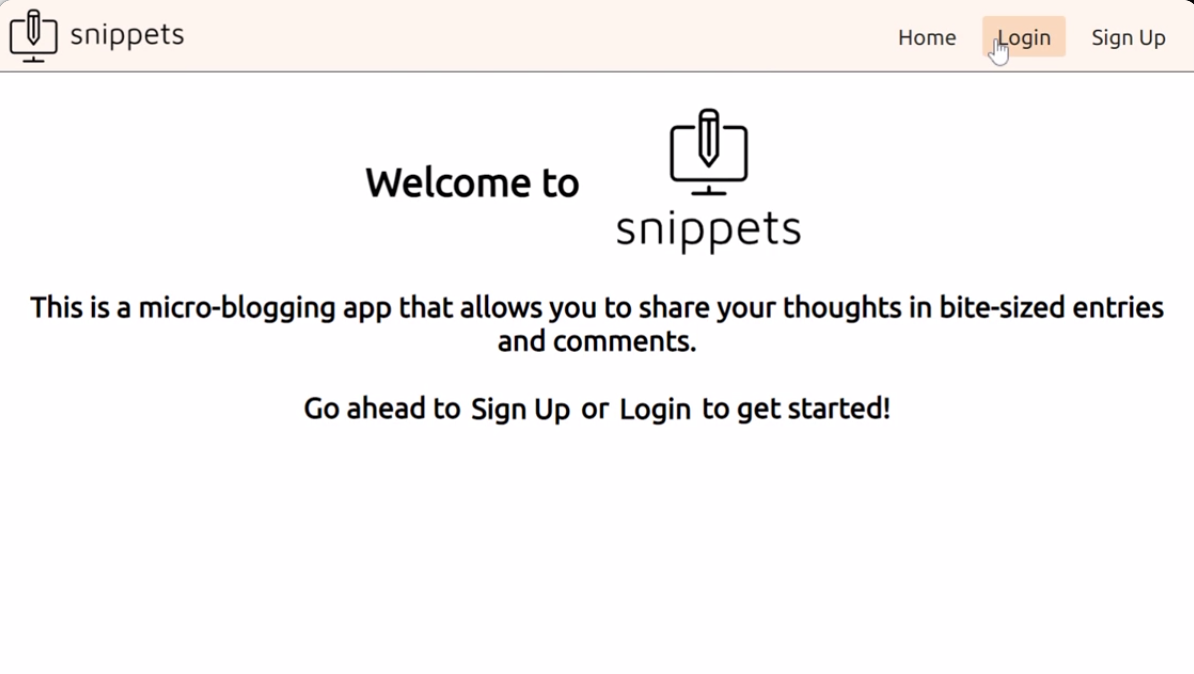 snippets
Home Login Sign Up
Welcome to
snippets
This is a micro-blogging app that allows you to share your thoughts in bite-sized entries
and comments.
Go ahead to Sign Up or Login to get started!